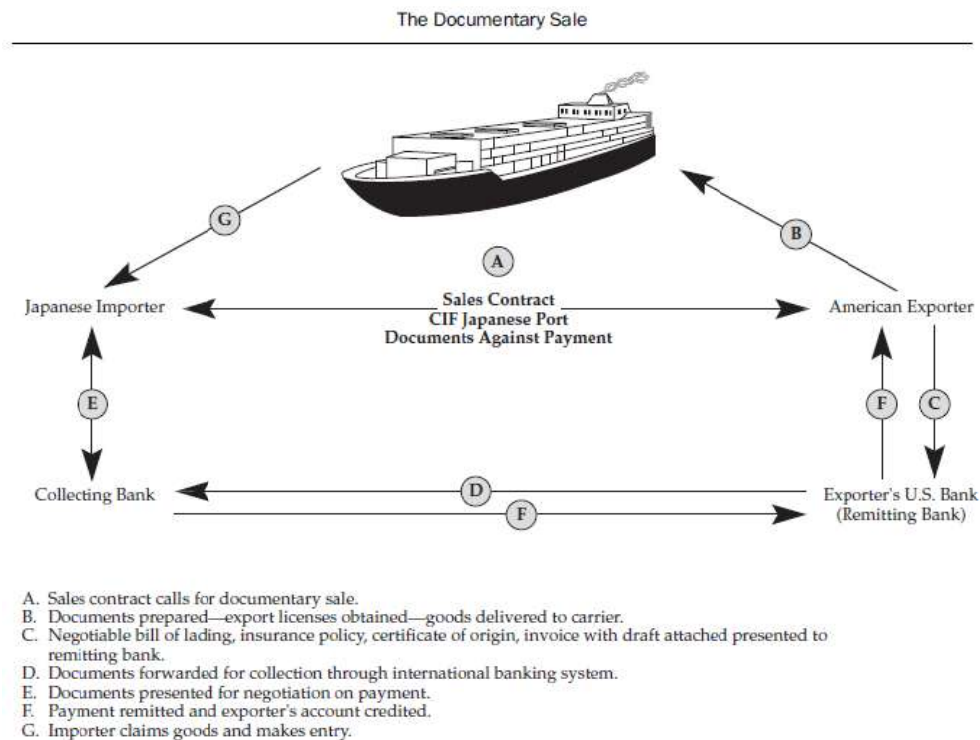 The Documentary Sale
G
B
A
Japanese Importer
Sales Contract
CIF Japanese Port
Documents Against Payment
American Exporter
E
F
C
Collecting Bank
D
F
Exporter's U.S. Bank
(Remitting Bank)
A. Sales contract calls for documentary sale.
B. Documents prepared—export licenses obtained—goods delivered to carrier.
C. Negotiable bill of lading, insurance policy, certificate of origin, invoice with draft attached presented to
remitting bank.
D. Documents forwarded for collection through international banking system.
E. Documents presented for negotiation on payment.
F. Payment remitted and exporter's account credited.
G. Importer claims goods and makes entry.